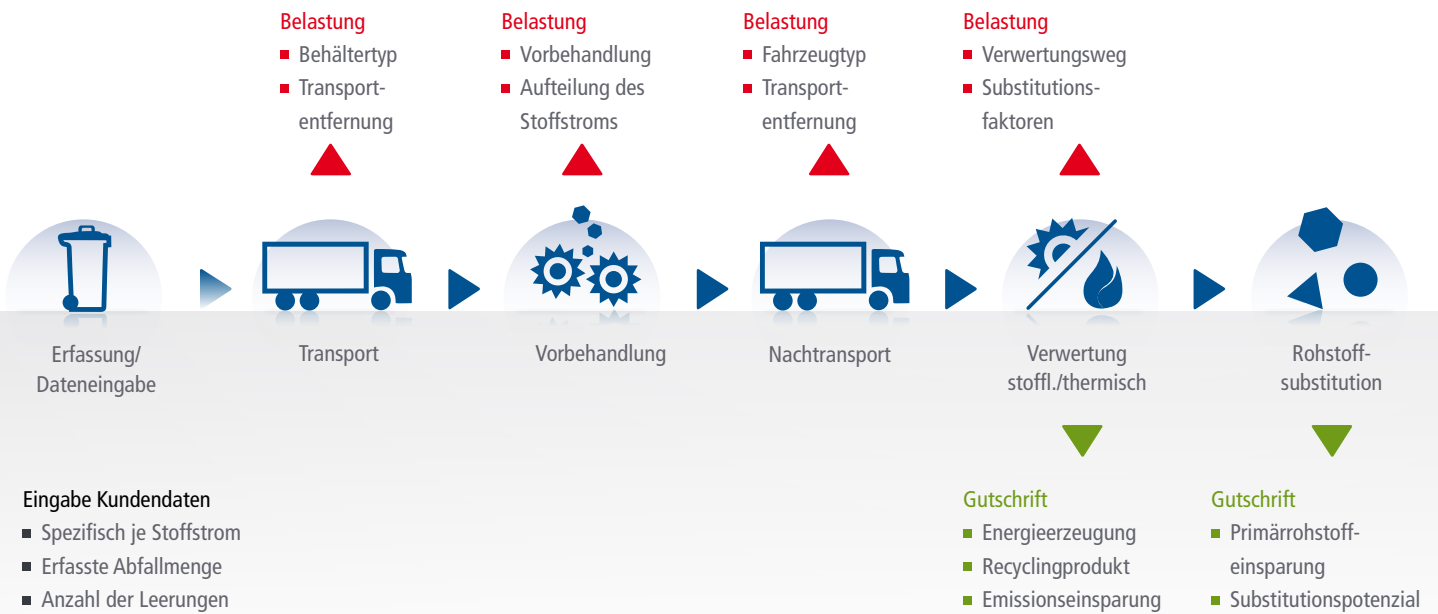 Belastung
Behältertyp
Transport-
entfernung
Belastung
Vorbehandlung
Aufteilung des
Stoffstroms
Belastung
Fahrzeugtyp
Transport-
entfernung
Belastung
Verwertungsweg
Substitutions-
faktoren
Erfassung/
Dateneingabe
Transport
Vorbehandlung
Nachtransport
Verwertung
stoffl./thermisch
Rohstoff-
substitution
Eingabe Kundendaten
Spezifisch je Stoffstrom
Erfasste Abfallmenge
Anzahl der Leerungen
Gutschrift
Energieerzeugung
Recyclingprodukt
Emissionseinsparung
Gutschrift
Primärrohstoff-
einsparung
Substitutionspotenzial